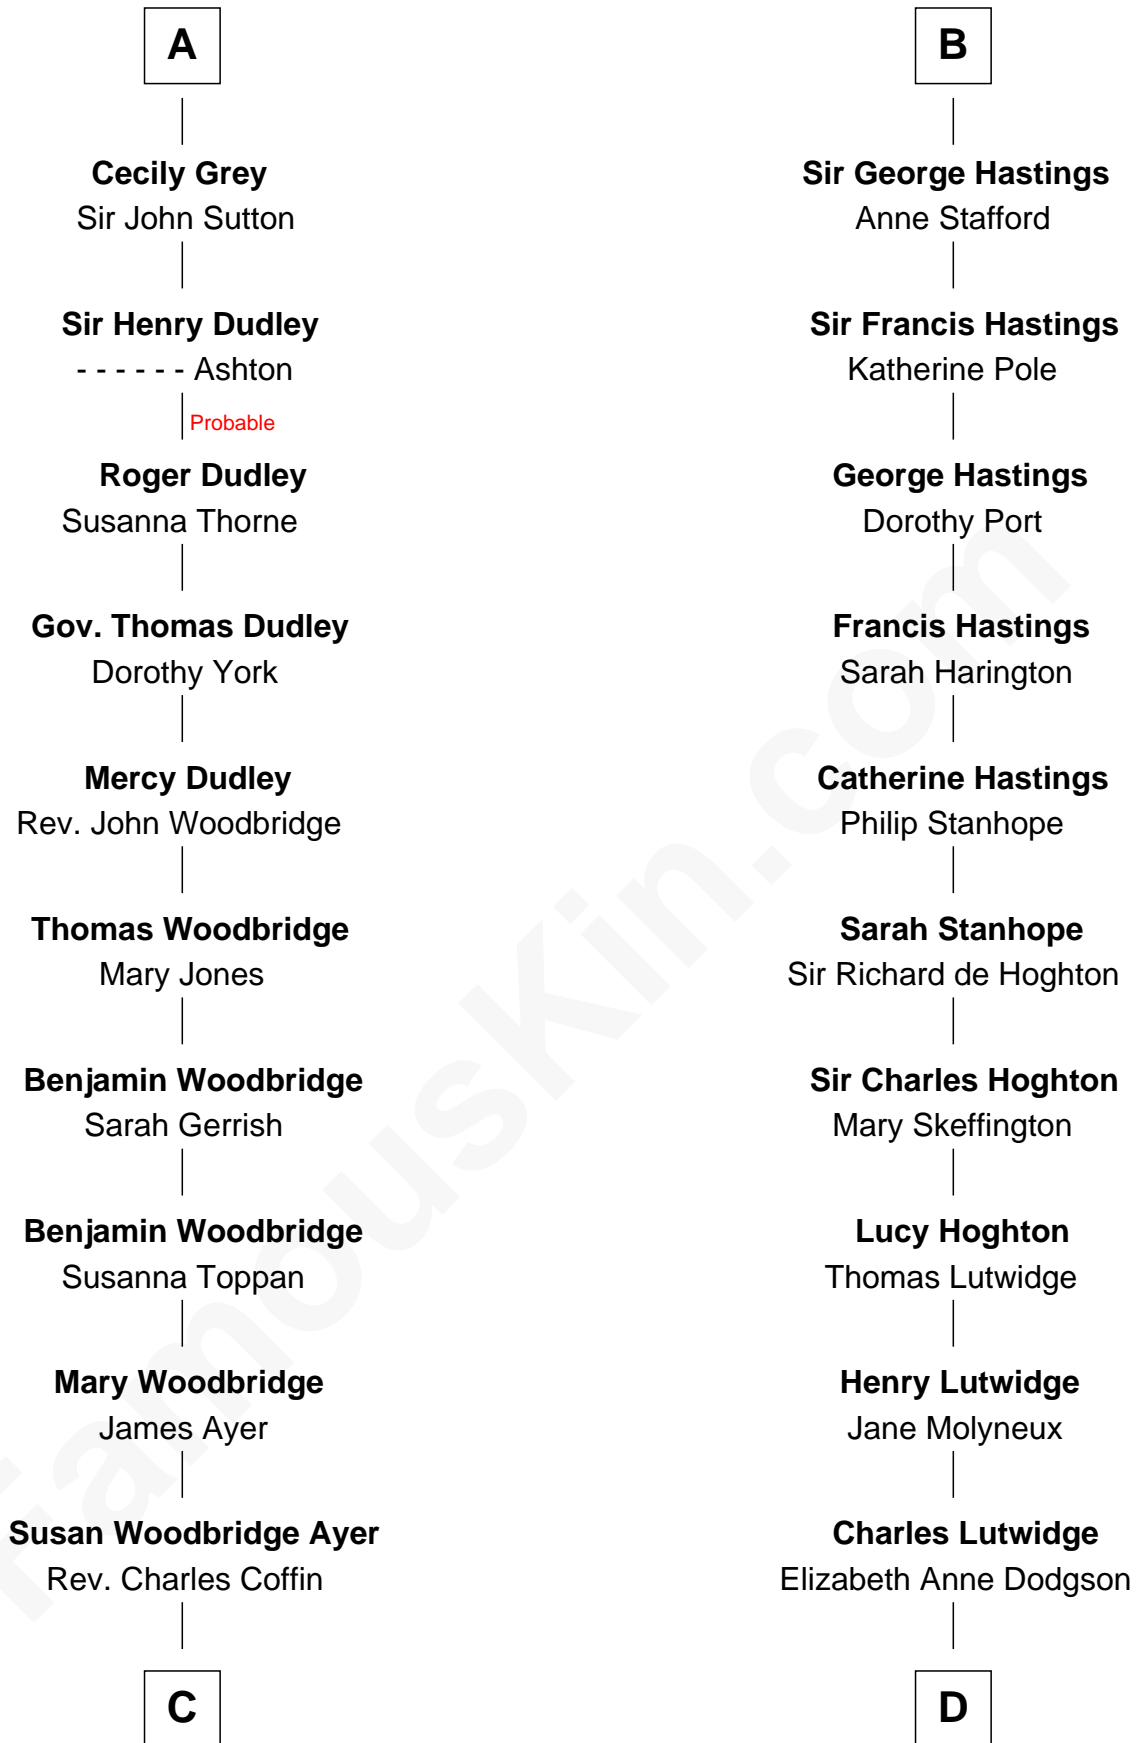 A
Cecily Grey
Sir John Sutton
Sir Henry Dudley
- - - - - - Ashton
Probable
Roger Dudley
Susanna Thorne
Gov. Thomas Dudley
Dorothy York
Mercy Dudley
Rev. John Woodbridge
Thomas Woodbridge
Mary Jones
Benjamin Woodbridge
Sarah Gerrish
Benjamin Woodbridge
Susanna Toppan
Mary Woodbridge
James Ayer
Susan Woodbridge Ayer
Rev. Charles Coffin
C
B
Sir George Hastings
Anne Stafford
Sir Francis Hastings
Katherine Pole
George Hastings
Dorothy Port
Francis Hastings
Sarah Harington
Catherine Hastings
Philip Stanhope
Sarah Stanhope
Sir Richard de Hoghton
Sir Charles Hoghton
Mary Skeffington
Lucy Hoghton
Thomas Lutwidge
Henry Lutwidge
Jane Molyneux
Charles Lutwidge
Elizabeth Anne Dodgson
D
FamousKin.com